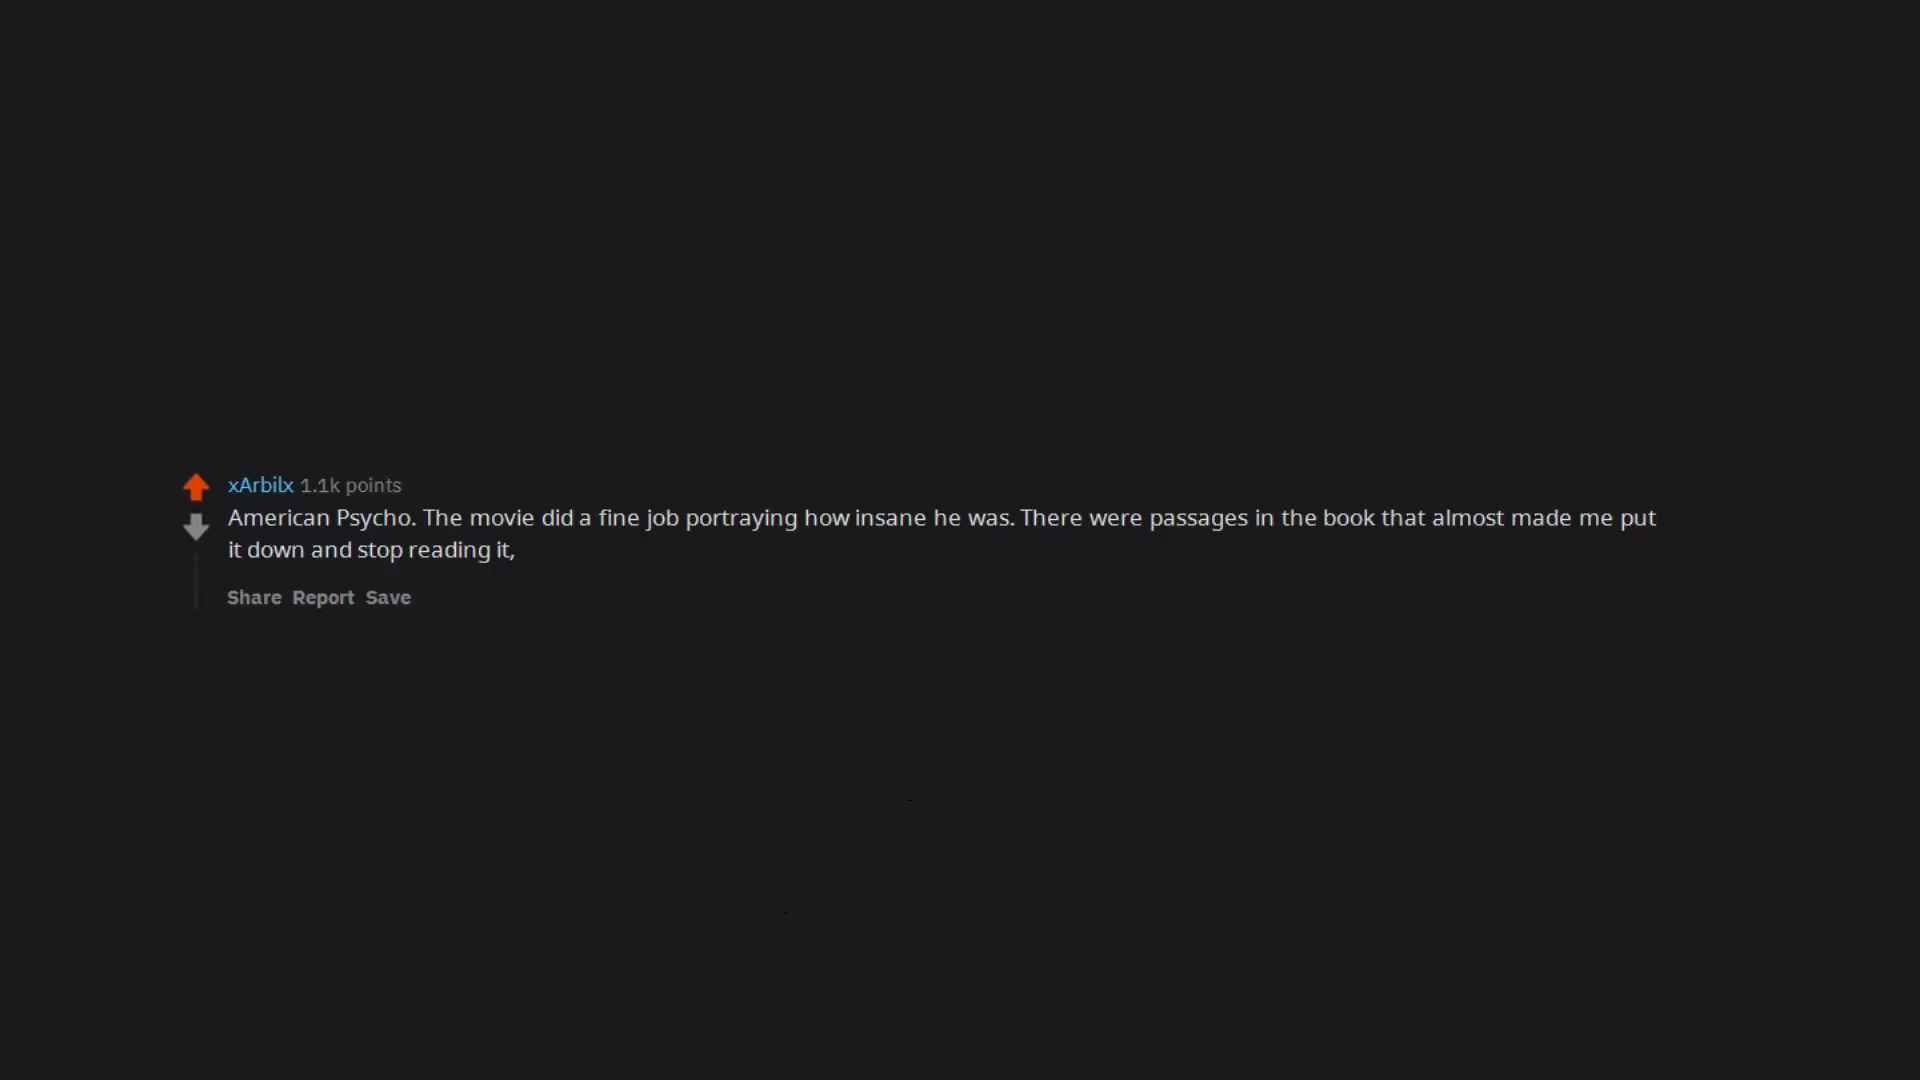 xArbilx 1.1k points
American Psycho. The movie did a fine job portraying how insane he was. There were passages in the book that almost made me put
it down and stop reading it,
Share Report Save